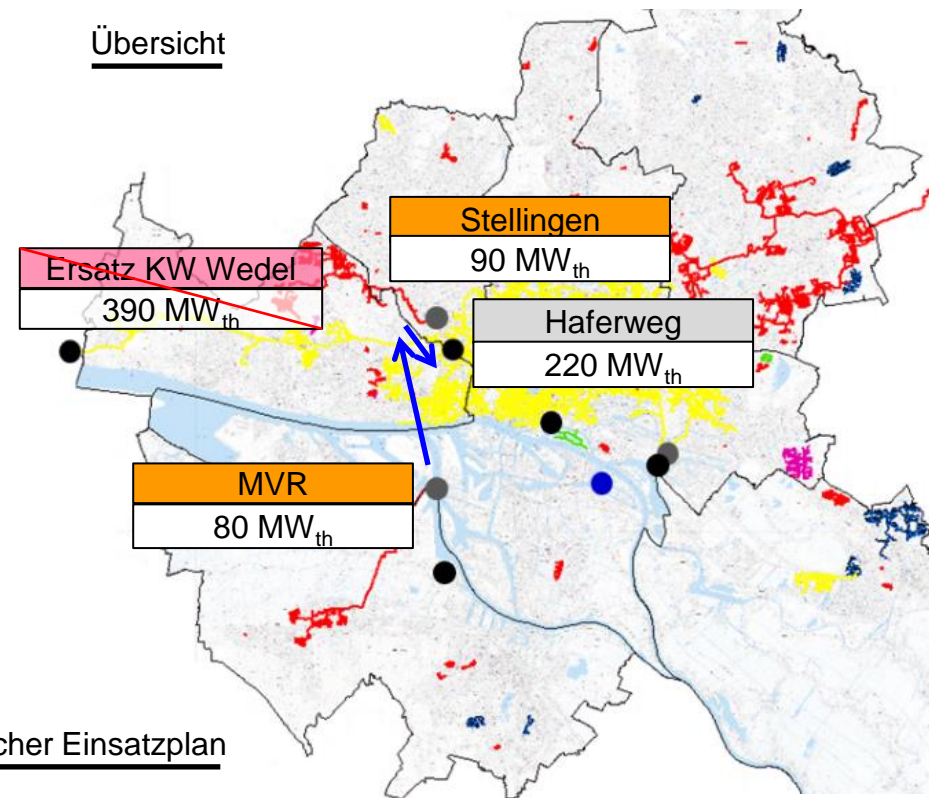 Übersicht
Stellingen
90 MWth
Ersatz KW Wedel
390 MWth
Haferweg
220 MWth
MVR
80 MWth
cher Einsatzplan